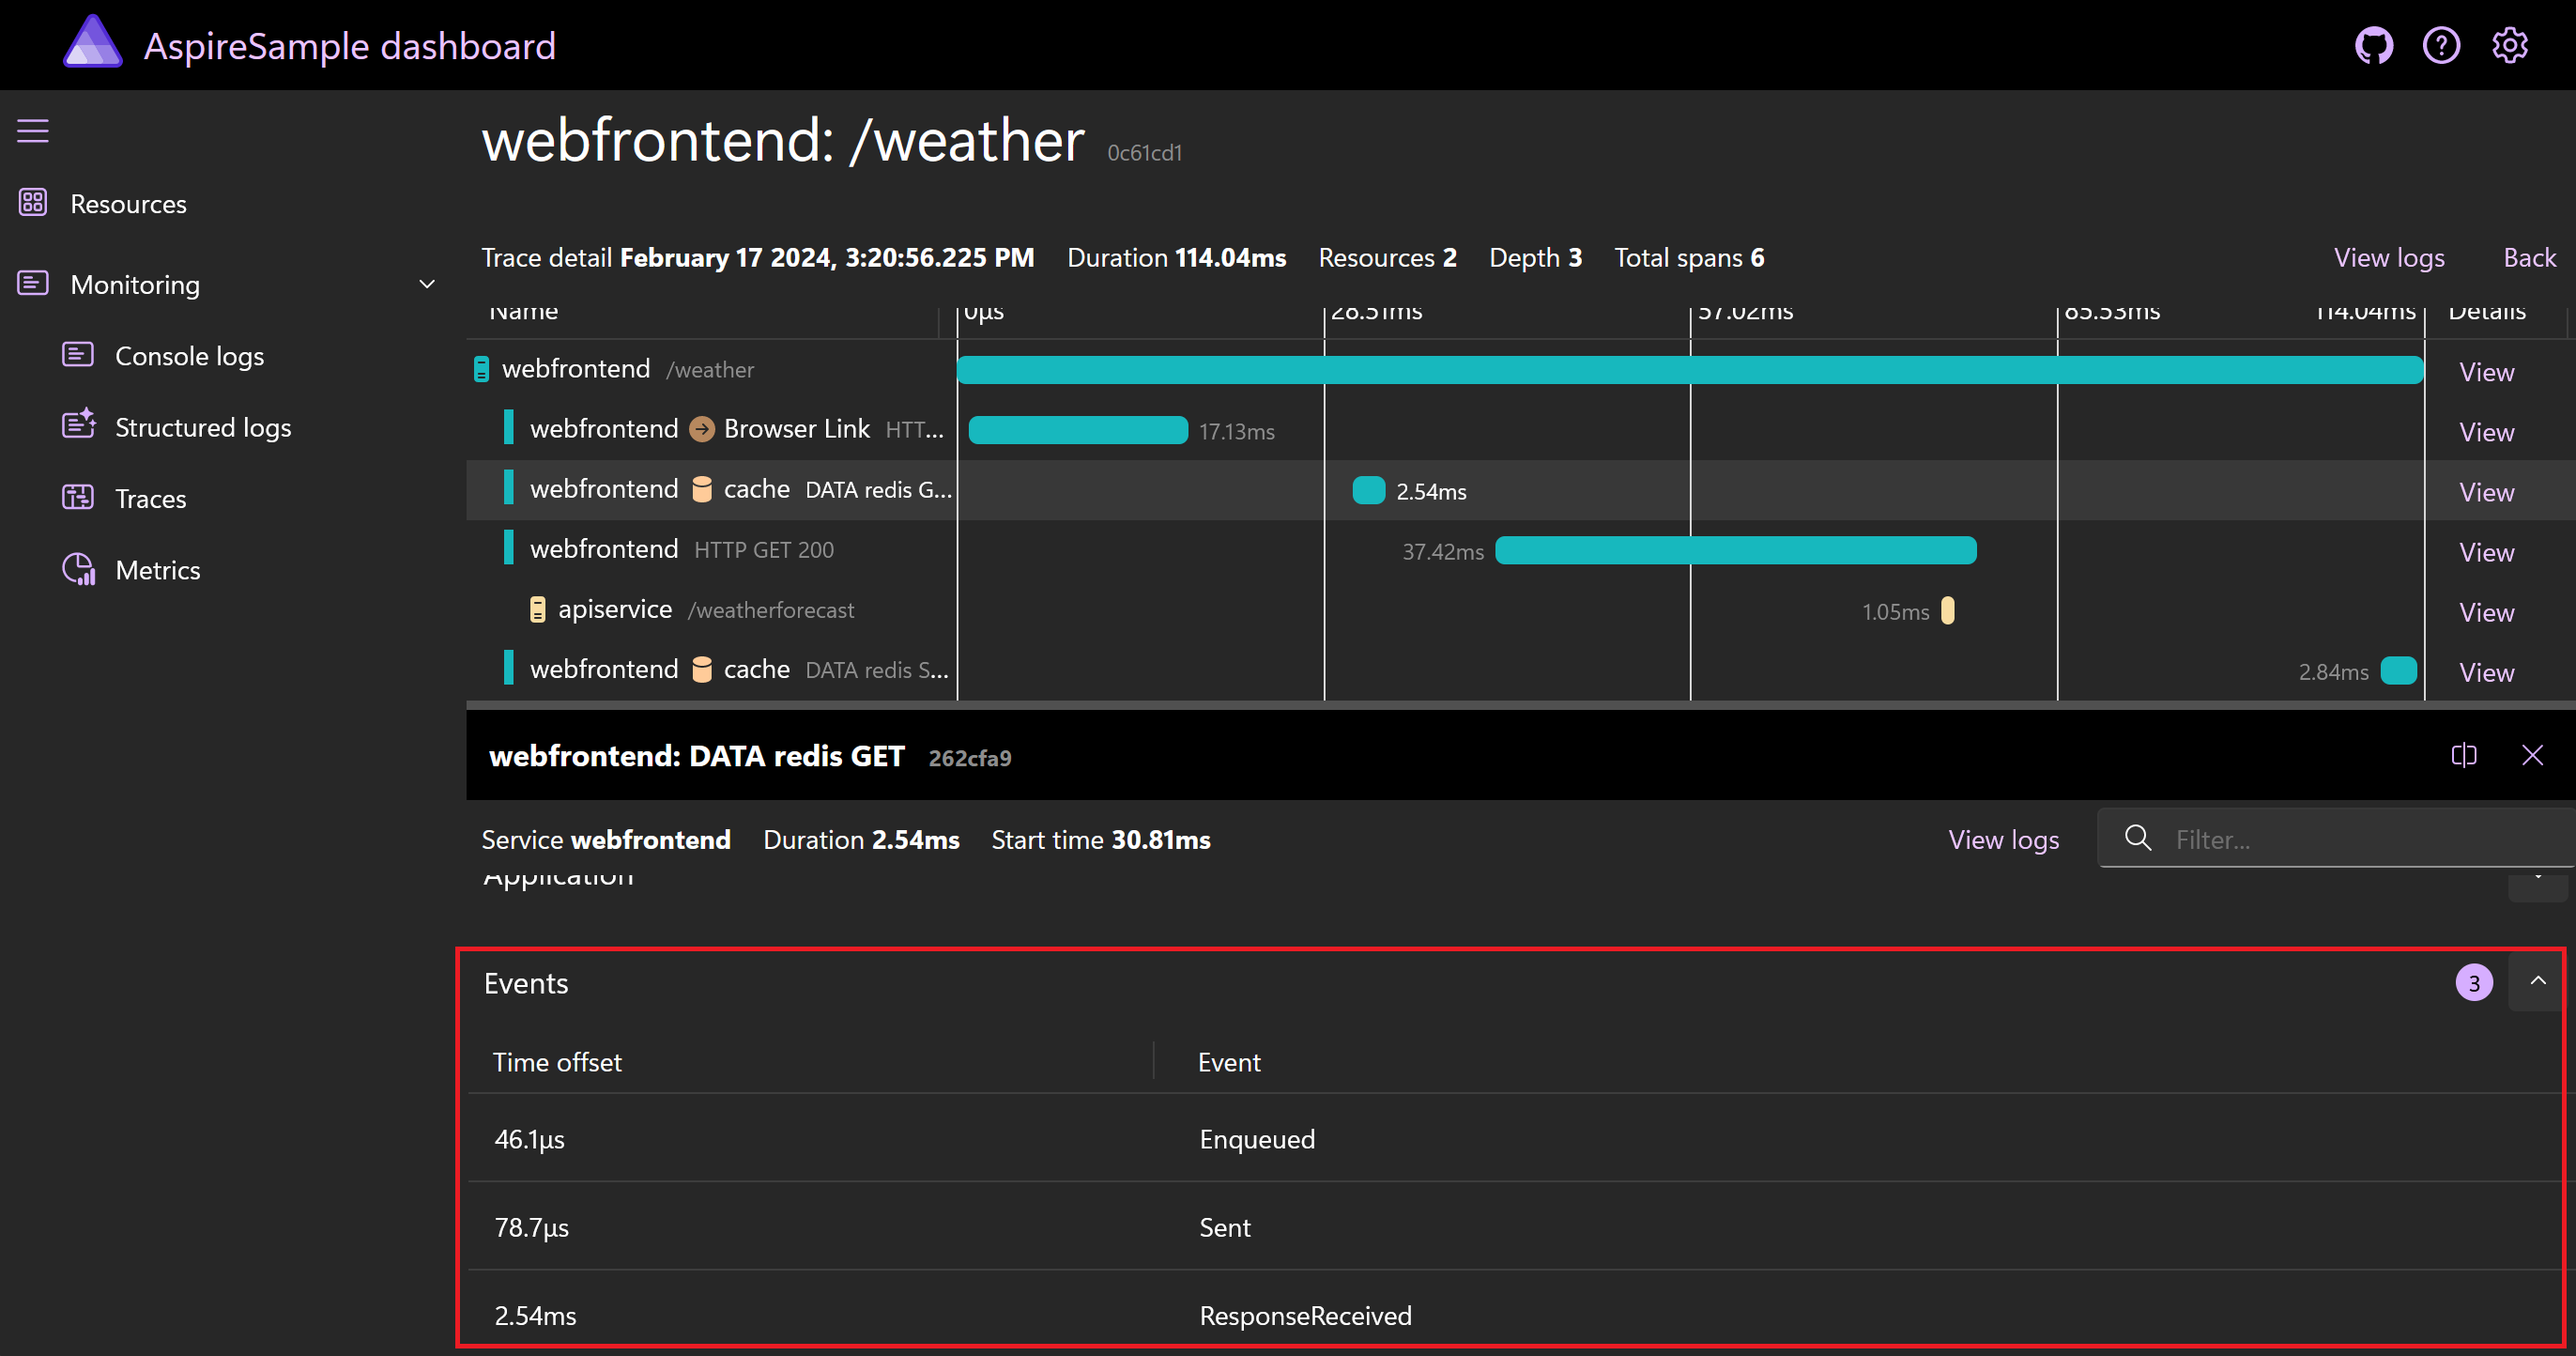 AspireSample dashboard
webfrontend: /weather 0c61cd1
Resources
Monitoring
Console logs
Structured logs
Traces
Metrics
Trace detail February 17 2024, 3:20:56.225 PM Duration 114.04ms Resources 2 Depth 3 Total spans 6 View logs Back
Name 0µs 28.51ms 57.02ms 85.53ms 114.04ms Details
webfrontend /weather View
webfrontend Browser Link HTT... 17.13ms View
webfrontend cache DATA redis G... 2.54ms View
webfrontend HTTP GET 200 37.42ms View
apiservice /weatherforecast 1.05ms View
webfrontend cache DATA redis S... 2.84ms View
webfrontend: DATA redis GET 262cfa9
Service webfrontend Duration 2.54ms Start time 30.81ms View logs Filter...
Application
Events 3
Time offset Event
46.1µs Enqueued
78.7µs Sent
2.54ms ResponseReceived